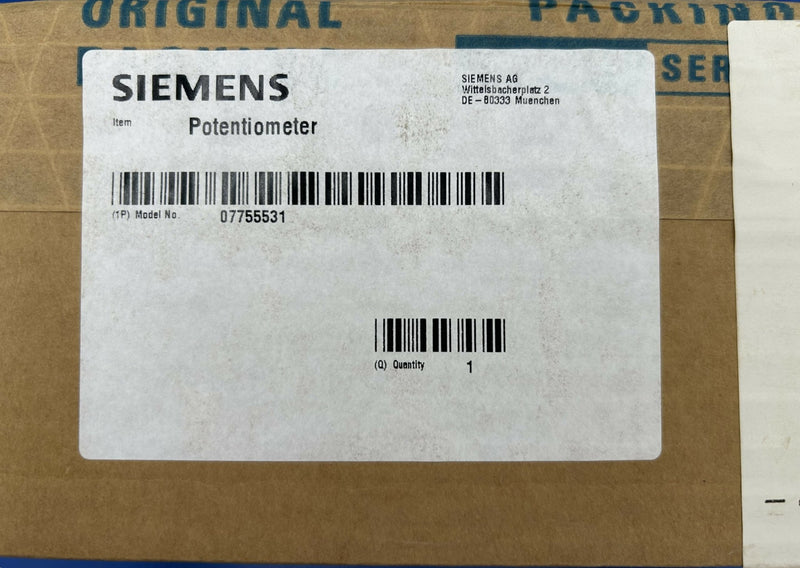 ORIGINAL PACKING
PACKING SER
SIEMENS
SIEMENS AG
Wittelsbacherplatz 2
DE-80333 Muenchen
Item Potentiometer
(1P) Model No. 07755531
(Q) Quantity 1